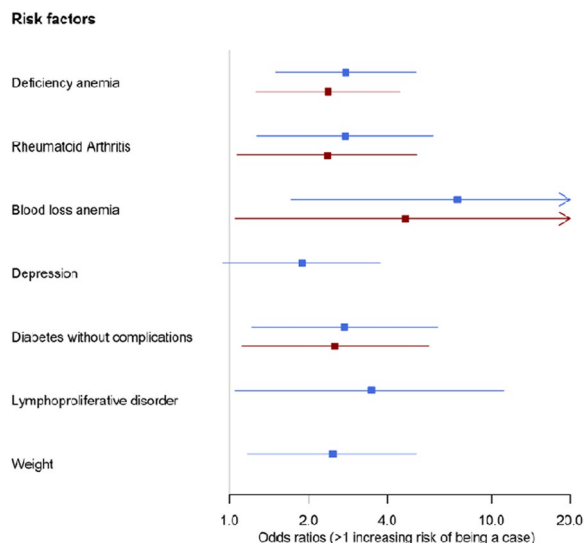 Risk factors
Deficiency anemia
Rheumatoid Arthritis
Blood loss anemia
Depression
Diabetes without complications
Lymphoproliferative disorder
Weight
1.0 2.0 4.0 10.0 20.0
Odds ratios (>1 increasing risk of being a case)